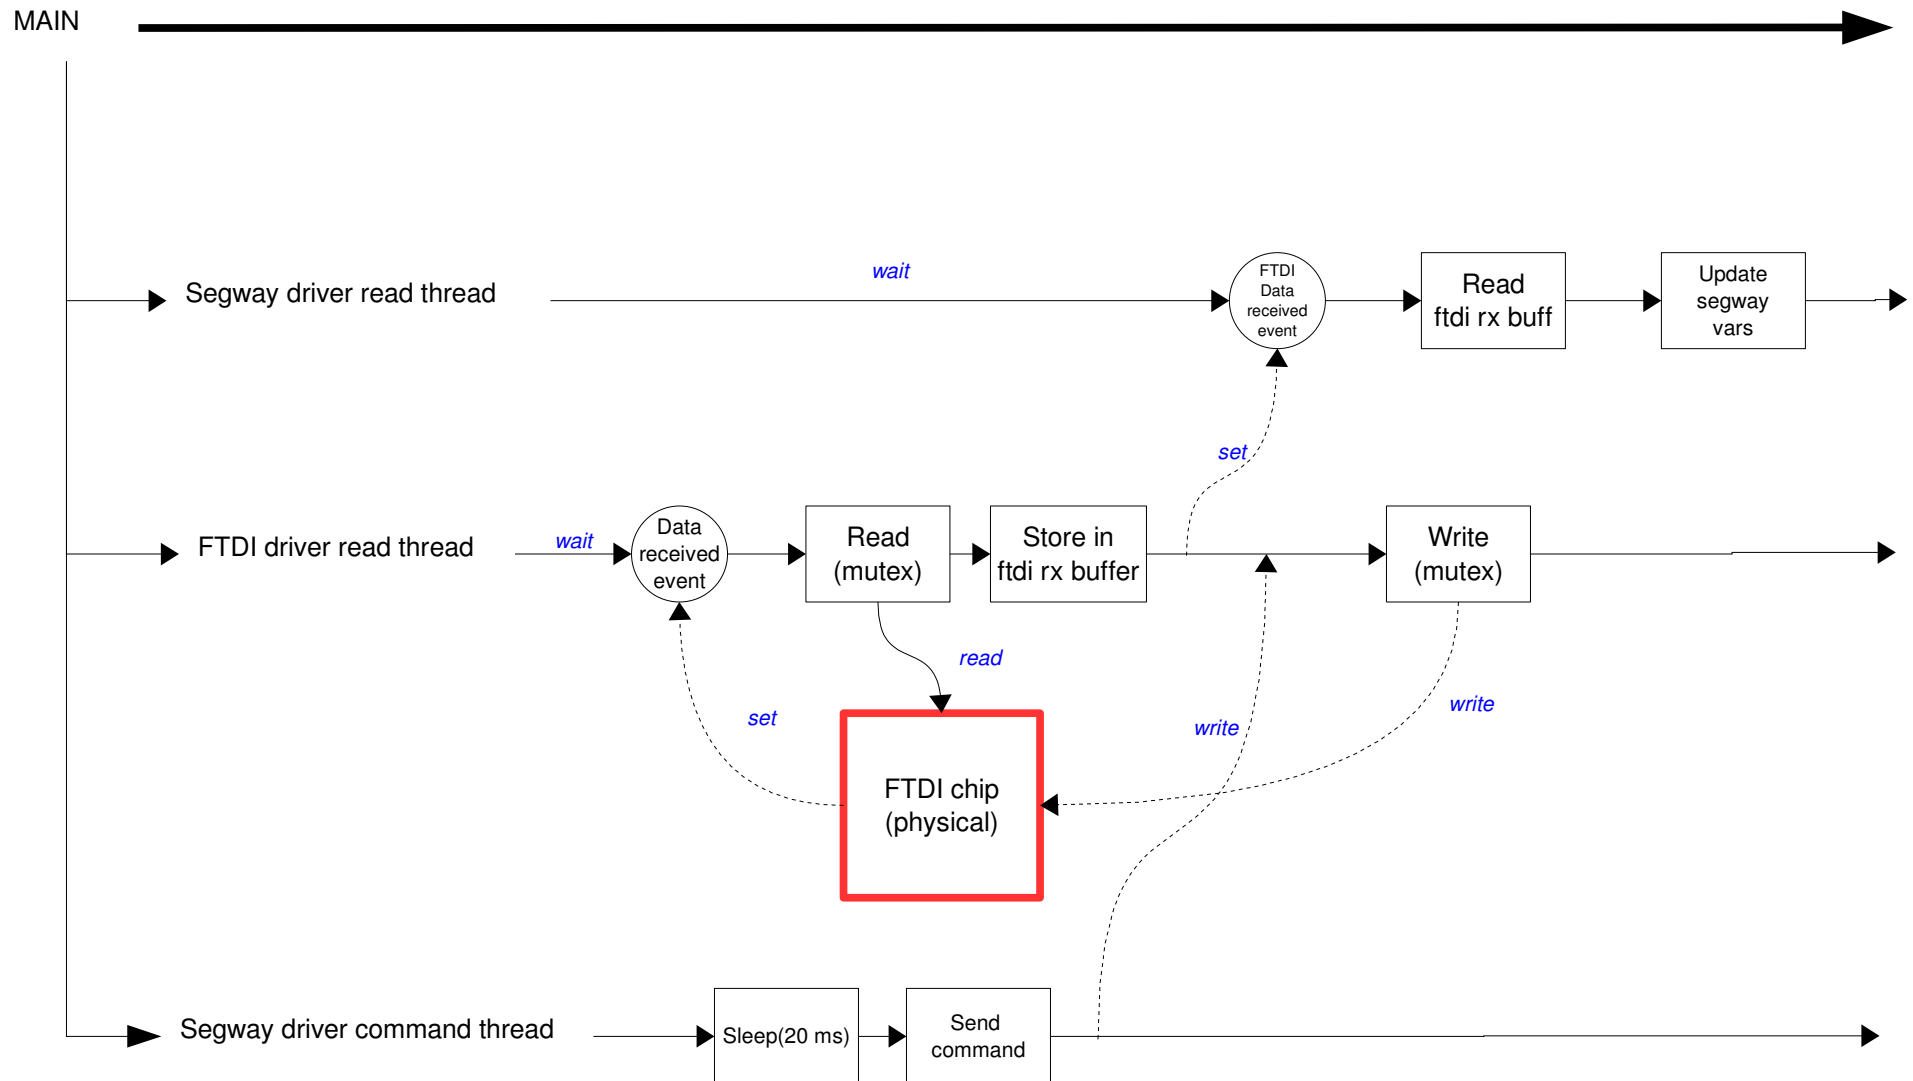 MAIN
Segway driver read thread
wait
FTDI
Data
received
event
Read
ftdi rx buff
Update
segway
vars
set
FTDI driver read thread
wait
Data
received
event
Read
(mutex)
Store in
ftdi rx buffer
Write
(mutex)
read
set
write
write
FTDI chip
(physical)
Segway driver command thread
Sleep(20 ms)
Send
command